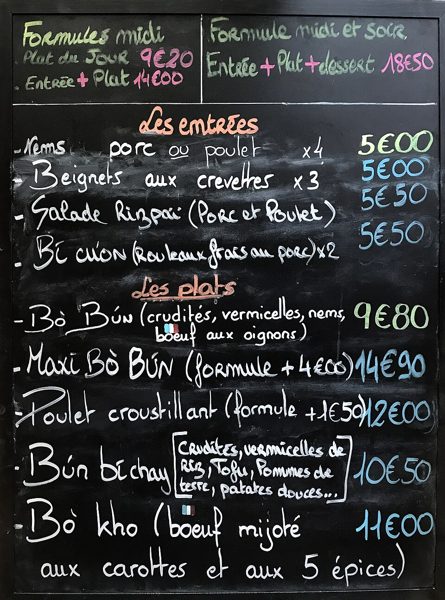 Formules midi
Plat du Jour 9€20
. Entrée + Plat 14€00
Formule midi et soir
Entrée + Plat + dessert 18€50
Les entrées
- Nems porc ou poulet x4 5€00
- Beignets aux crevettes x3 5€00
- Salade Rizpaï (Porc et Poulet) 5€50
- Bì cuốn (Rouleaux frais au porc) x2 5€50
Les plats
- Bò Bún (crudités, vermicelles, nems, 9€80
boeuf aux oignons)
- Maxi Bò Bún (formule + 4€00) 14€90
- Poulet croustillant (formule +1€50) 12€00
- Bún bì chay [Crudités, vermicelles de
Riz, Tofu, Pommes de
terre, patates douces...] 10€50
- Bò kho (boeuf mijoté 11€00
aux carottes et aux 5 épices)